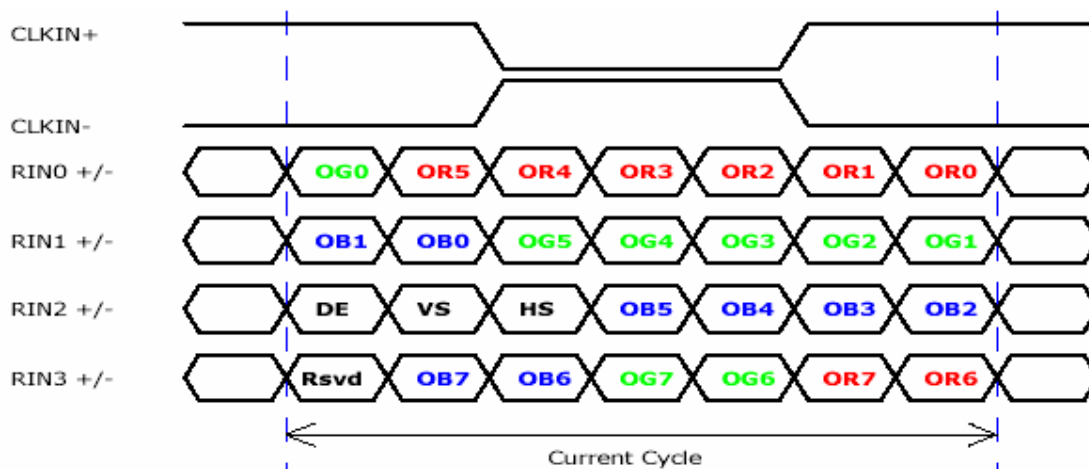 CLKIN+
CLKIN-
RIN0 +/- OG0 OR5 OR4 OR3 OR2 OR1 OR0
RIN1 +/- OB1 OB0 OG5 OG4 OG3 OG2 OG1
RIN2 +/- DE VS HS OB5 OB4 OB3 OB2
RIN3 +/- Rsvd OB7 OB6 OG7 OG6 OR7 OR6
Current Cycle